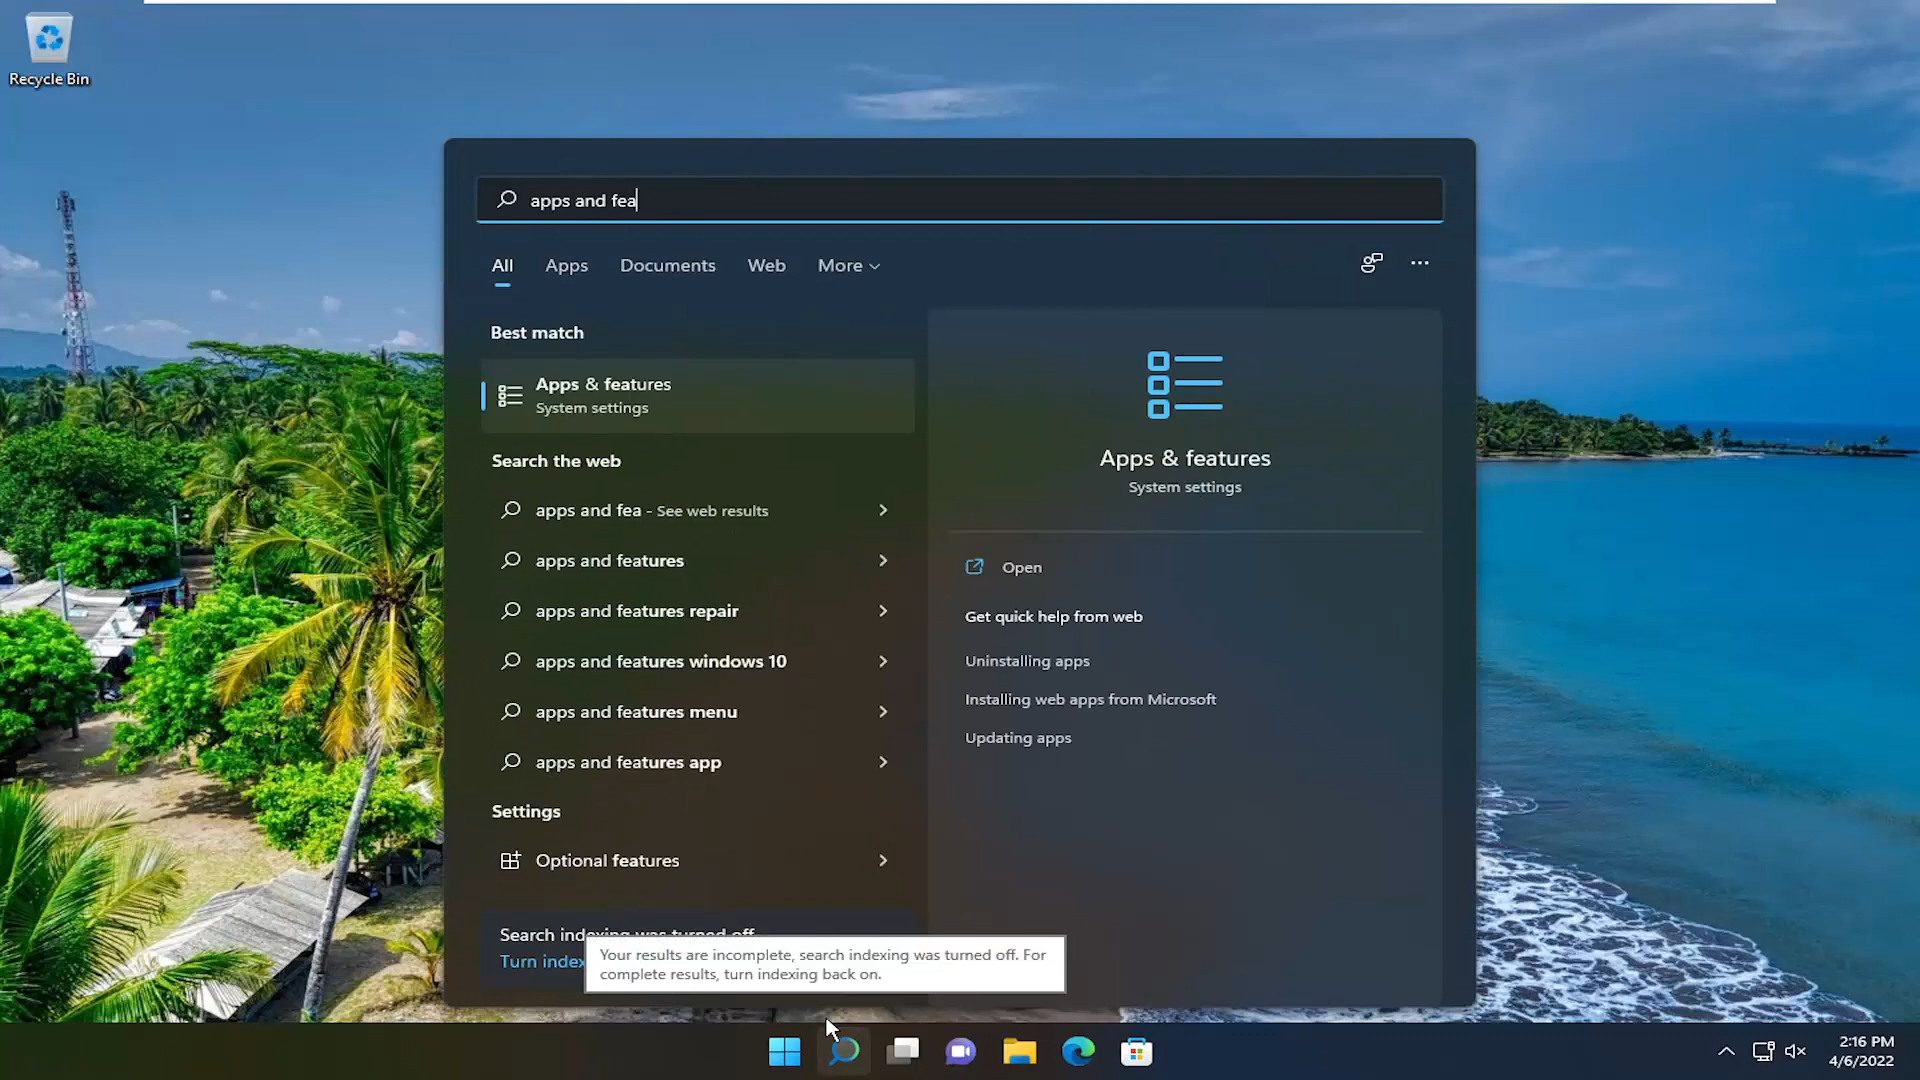 Recycle Bin
apps and fea
All
Apps
Documents
Web
More
Best match
Apps & features
System settings
Search the web
apps and fea - See web results
apps and features
apps and features repair
apps and features windows 10
apps and features menu
apps and features app
Settings
Optional features
Search indexing was turned off
Turn index
Your results are incomplete, search indexing was turned off. For
complete results, turn indexing back on.
Apps & features
System settings
Open
Get quick help from web
Uninstalling apps
Installing web apps from Microsoft
Updating apps
2:16 PM
4/6/2022